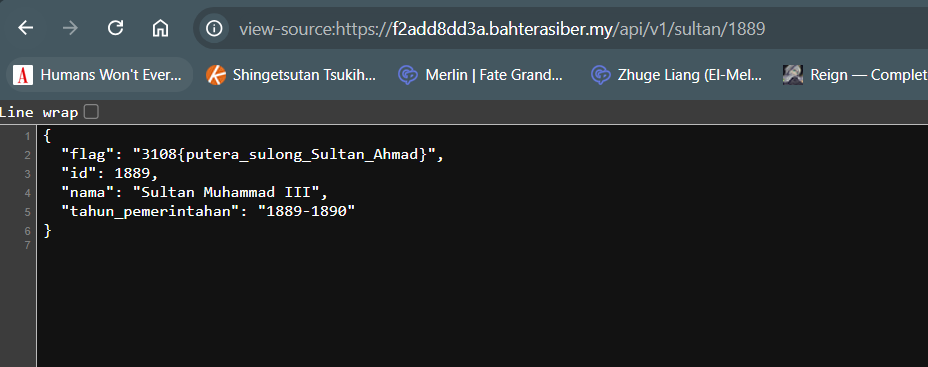 view-source:https://f2add8dd3a.bahterasiber.my/api/v1/sultan/1889
Humans Won't Ever... Shingetsutan Tsukih... Merlin | Fate Grand... Zhuge Liang (El-Mel... Reign — Complet
Line wrap
1 {
2 "flag": "3108{putera_sulong_Sultan_Ahmad}",
3 "id": 1889,
4 "nama": "Sultan Muhammad III",
5 "tahun_pemerintahan": "1889-1890"
6 }
7